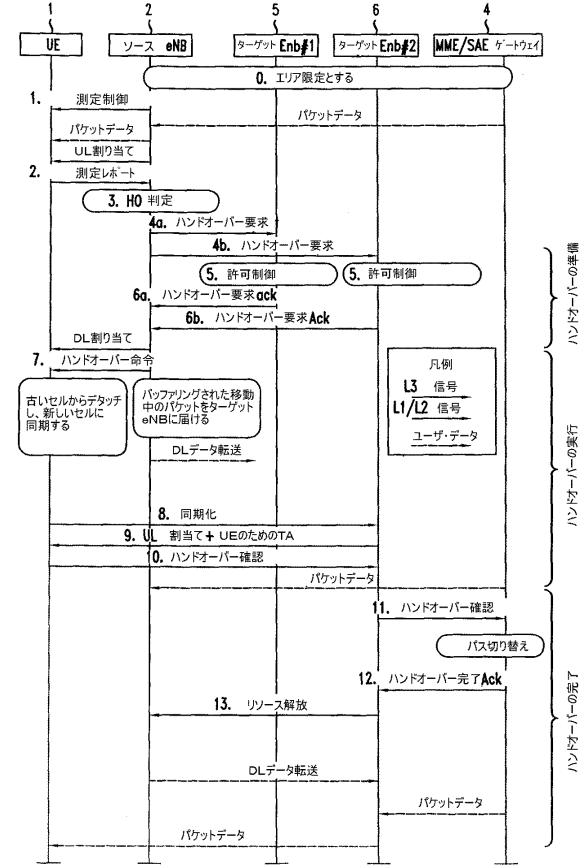 1 2 5 6 4
UE ソース eNB ターゲット Enb#1 ターゲット Enb#2 MME/SAE ゲートウェイ
0. エリア限定とする
1. 測定制御
パケットデータ
パケットデータ
UL割り当て
2. 測定レポート
3. HO 判定
4a. ハンドオーバー要求
4b. ハンドオーバー要求
5. 許可制御 5. 許可制御
6a. ハンドオーバー要求ack
6b. ハンドオーバー要求Ack
ハンドオーバーの準備
DL割り当て
7. ハンドオーバー命令
古いセルからデタッチ
し、新しいセルに
同期する
バッファリングされた移動
中のパケットをターゲット
eNBに届ける
凡例
L3 信号
L1/L2 信号
ユーザ・データ
DLデータ転送
ハンドオーバーの実行
8. 同期化
9. UL 割当て+ UEのためのTA
10. ハンドオーバー確認
パケットデータ
11. ハンドオーバー確認
パス切り替え
12. ハンドオーバー完了Ack
13. リソース解放
ハンドオーバーの完了
DLデータ転送
パケットデータ
パケットデータ